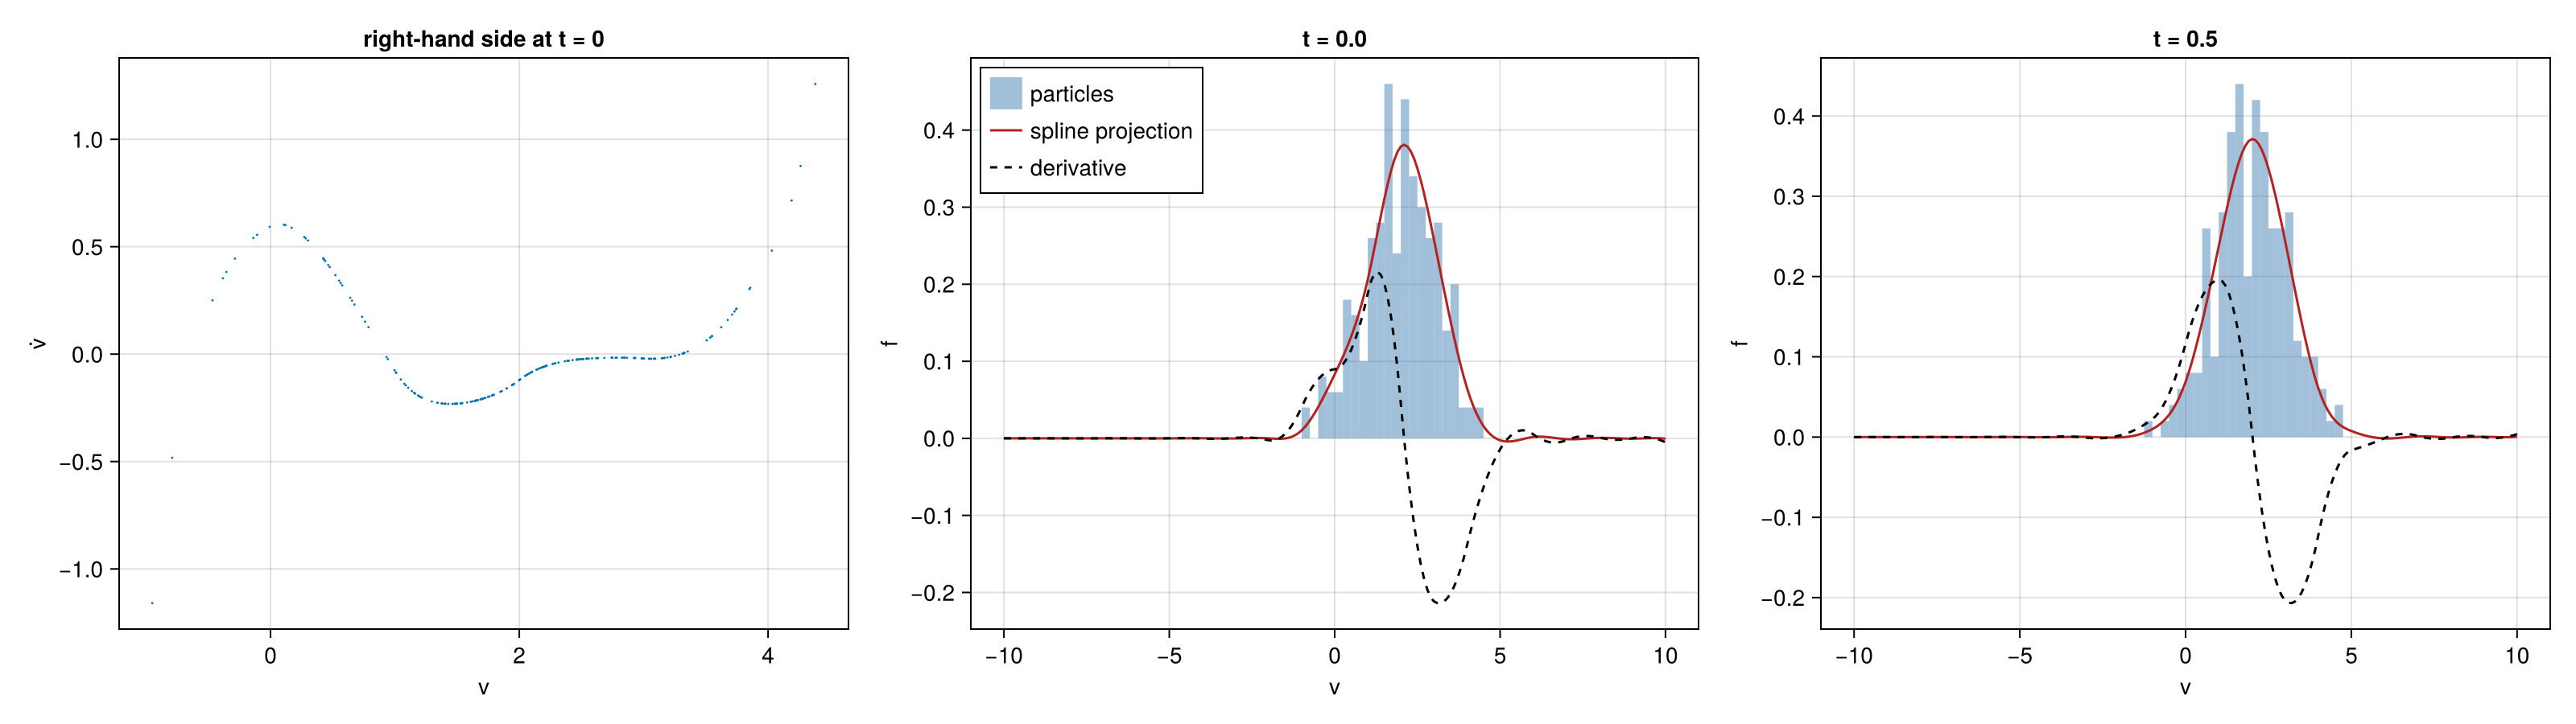 right-hand side at t = 0
1.0
0.5
0.0
−0.5
−1.0
v̇
0
2
4
v
t = 0.0
particles
spline projection
derivative
0.4
0.3
0.2
0.1
0.0
−0.1
−0.2
f
−10
−5
0
5
10
v
t = 0.5
0.4
0.3
0.2
0.1
0.0
−0.1
−0.2
f
−10
−5
0
5
10
v